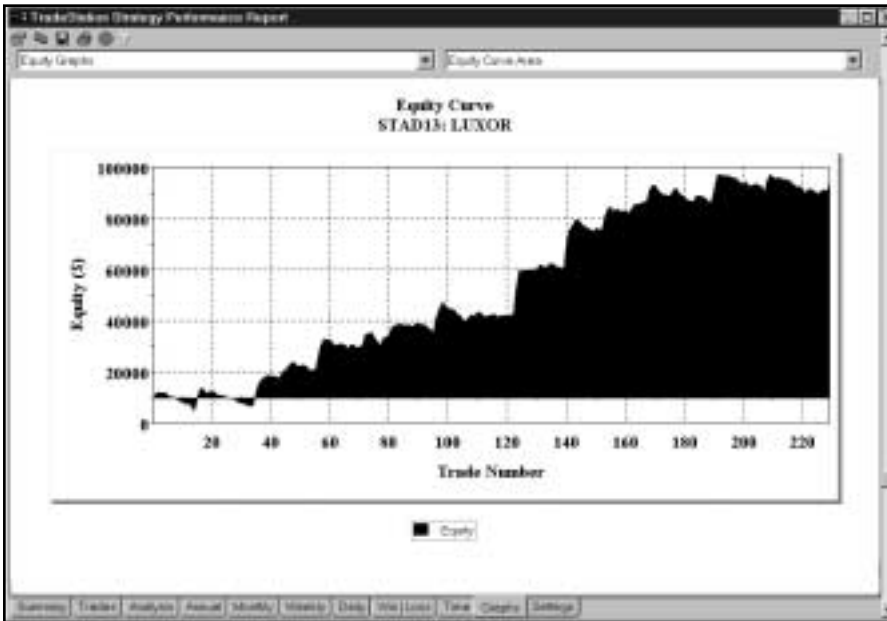 TradeStation Strategy Performance Report
Equity Graphs
Equity Curve Area
Equity Curve
STAD13: LUXOR
100000
80000
60000
40000
20000
0
Equity ($)
20 40 60 80 100 120 140 160 180 200 220
Trade Number
Equity
Summary Trades Analysis Annual Monthly Weekly Daily Win|Loss Time Graphs Settings